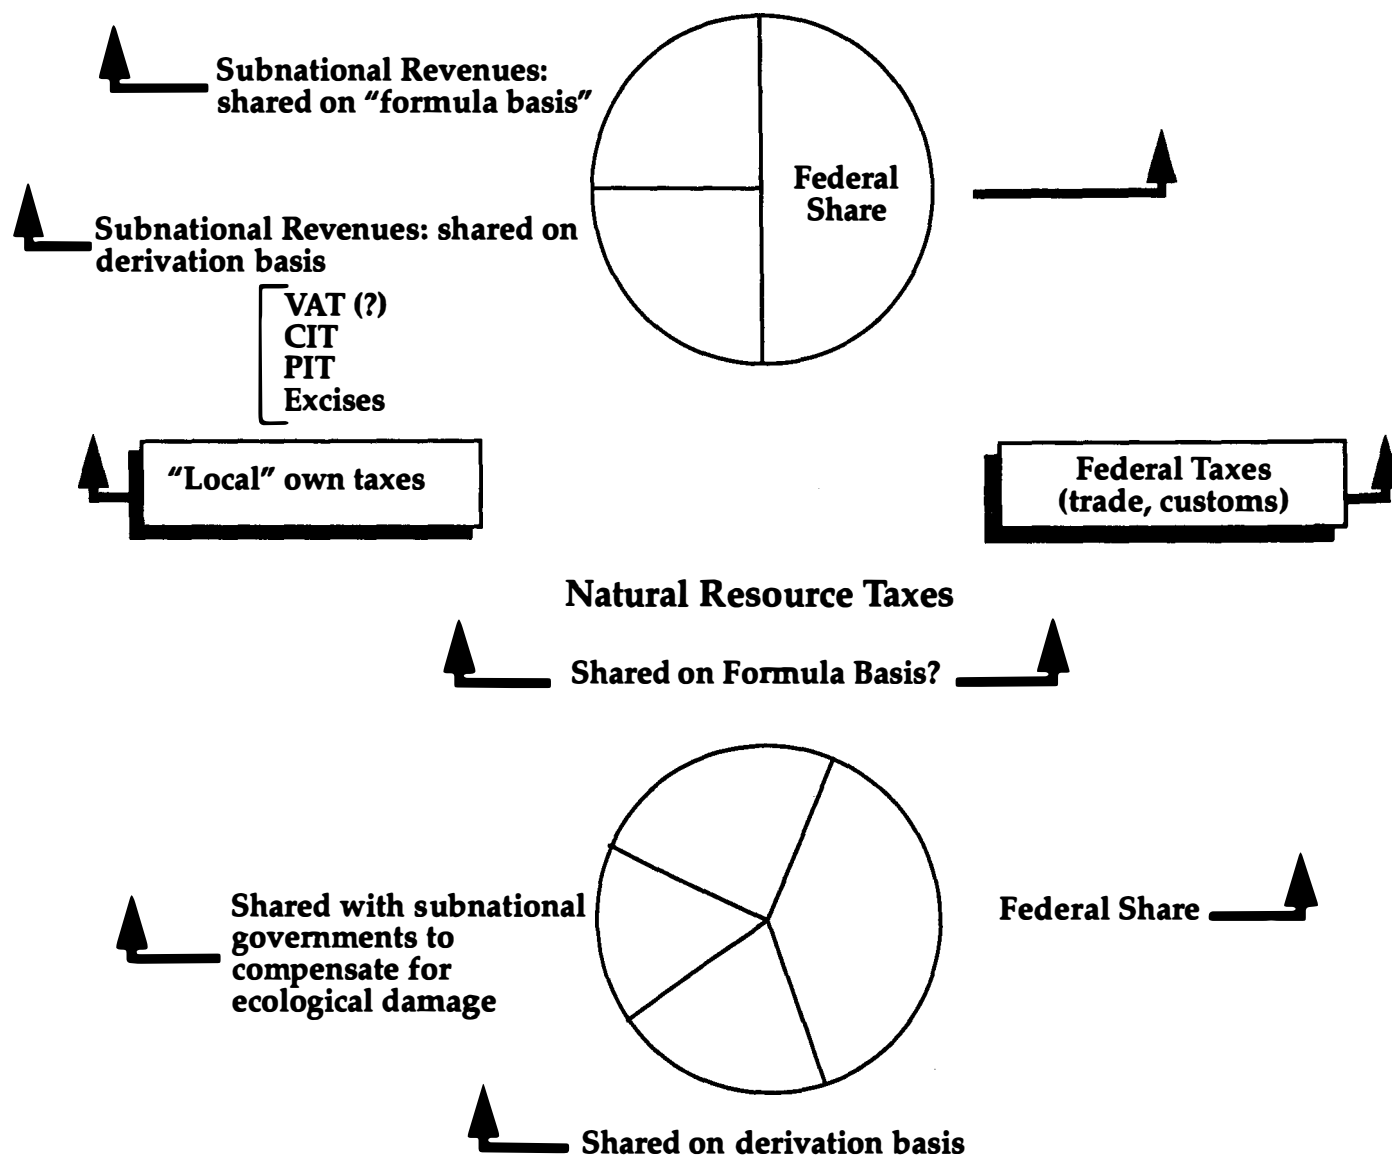 Subnational Revenues:
shared on “formula basis”
Federal
Share
Subnational Revenues: shared on
derivation basis
VAT (?)
CIT
PIT
Excises
“Local” own taxes
Federal Taxes
(trade, customs)
Natural Resource Taxes
Shared on Formula Basis?
Shared with subnational
governments to
compensate for
ecological damage
Federal Share
Shared on derivation basis